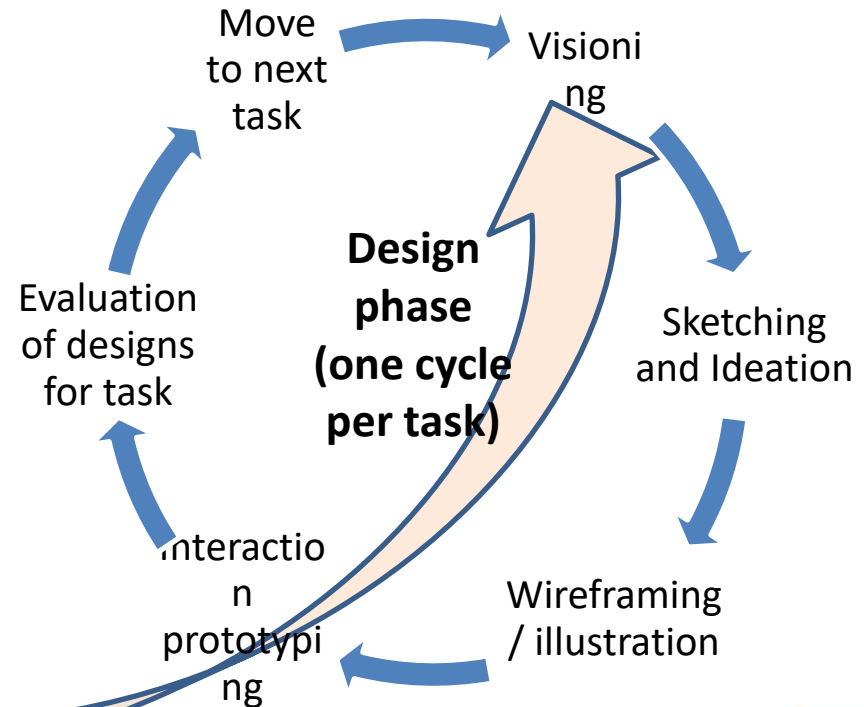 Move
to next
task
Visioni
ng
Sketching
and Ideation
Wireframing
/ illustration
Interactio
n
prototypi
ng
Evaluation
of designs
for task
Design
phase
(one cycle
per task)